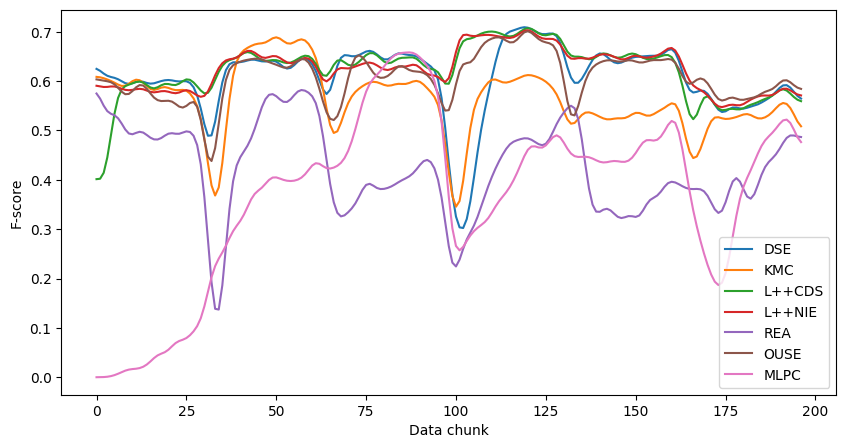 0.7
0.6
0.5
0.4
0.3
0.2
0.1
0.0
F-score
0
25
50
75
100
125
150
175
200
Data chunk
DSE
KMC
L++CDS
L++NIE
REA
OUSE
MLPC